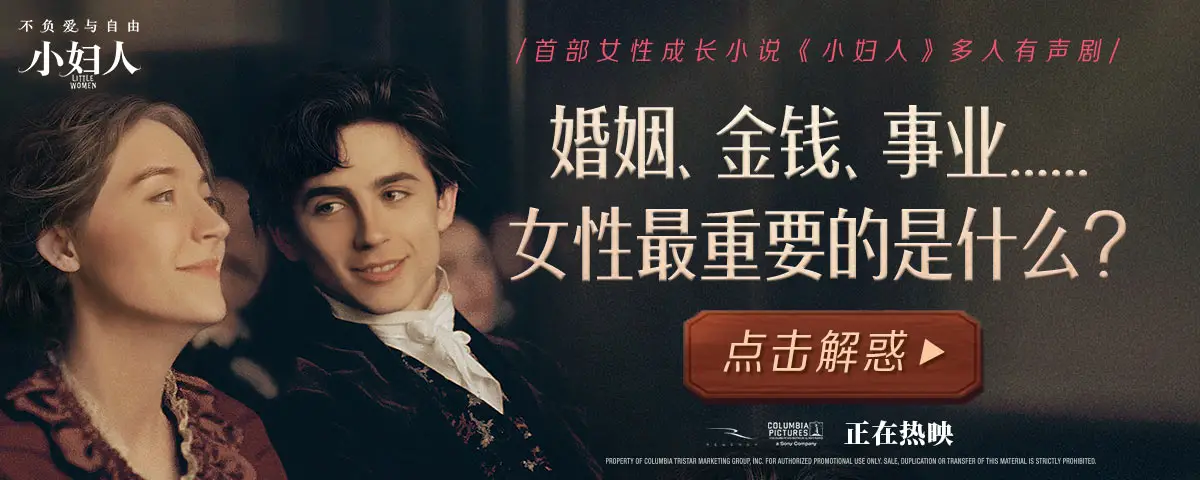 不负爱与自由
小妇人
LITTLE
WOMEN
/首部女性成长小说《小妇人》多人有声剧/
婚姻、金钱、事业......
女性最重要的是什么?
点击解惑
REGENCY
COLUMBIA
PICTURES
a Sony Company
正在热映
PROPERTY OF COLUMBIA TRISTAR MARKETING GROUP, INC. FOR AUTHORIZED PROMOTIONAL USE ONLY. SALE, DUPLICATION OR TRANSFER OF THIS MATERIAL IS STRICTLY PROHIBITED.